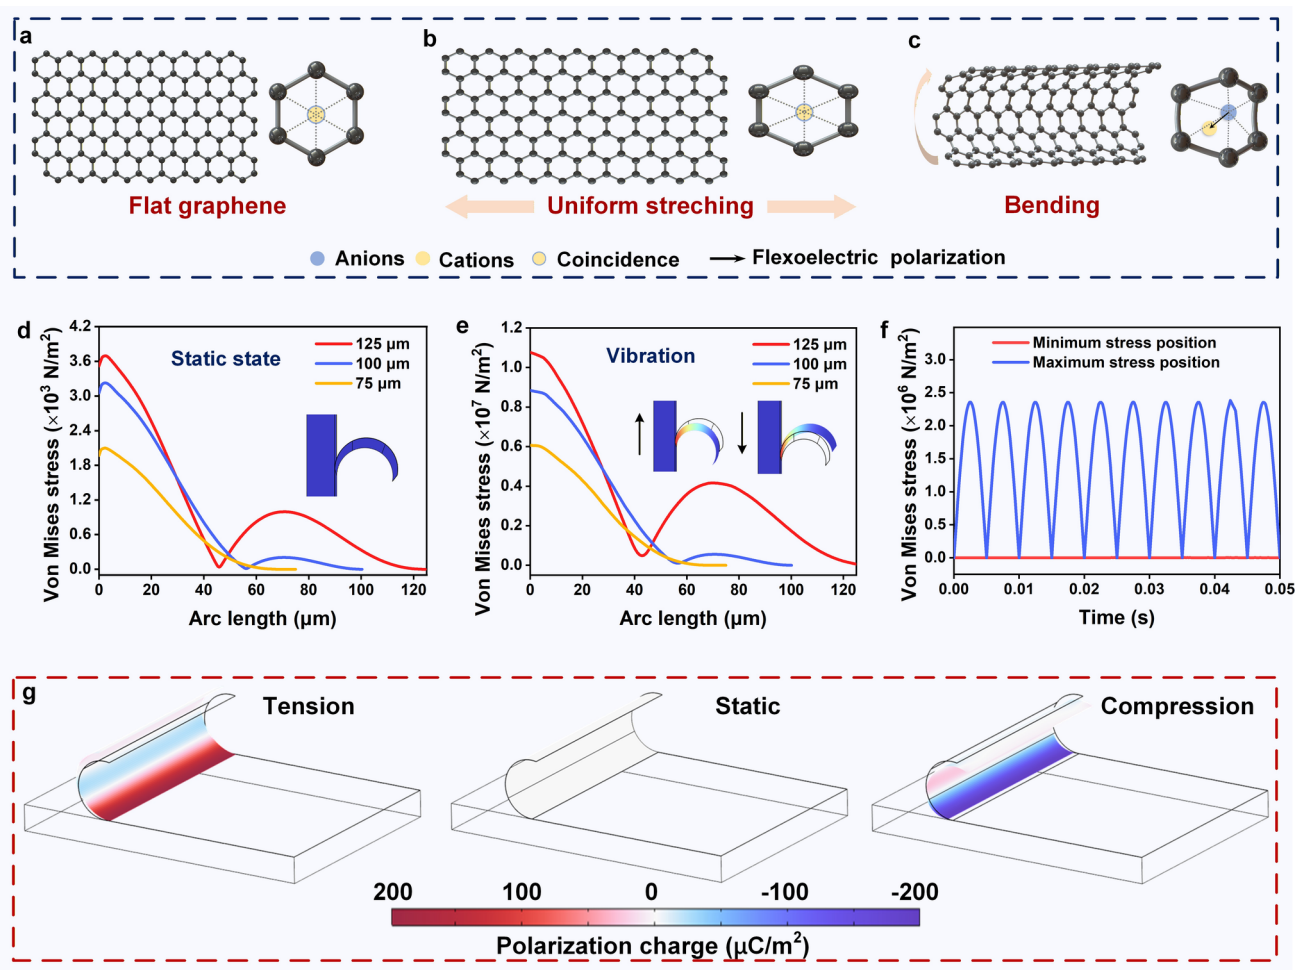 a
b
c
Flat graphene
Uniform streching
Bending
Anions
Cations
Coincidence
Flexoelectric polarization
d
Von Mises stress (×10³ N/m²)
4.2
3.6
3.0
2.4
1.8
1.2
0.6
0.0
Static state
125 μm
100 μm
75 μm
0 20 40 60 80 100 120
Arc length (μm)
e
Von Mises stress (×10⁷ N/m²)
1.2
1.0
0.8
0.6
0.4
0.2
0.0
Vibration
125 μm
100 μm
75 μm
0 20 40 60 80 100 120
Arc length (μm)
f
Von Mises stress (×10⁶ N/m²)
3.0
2.5
2.0
1.5
1.0
0.5
0.0
Minimum stress position
Maximum stress position
0.00 0.01 0.02 0.03 0.04 0.05
Time (s)
g
Tension
Static
Compression
200 100 0 -100 -200
Polarization charge (μC/m²)